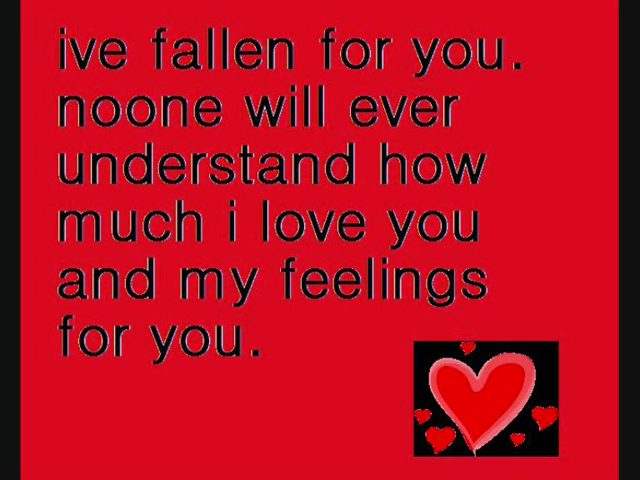 ive fallen for you.
noone will ever
understand how
much i love you
and my feelings
for you.